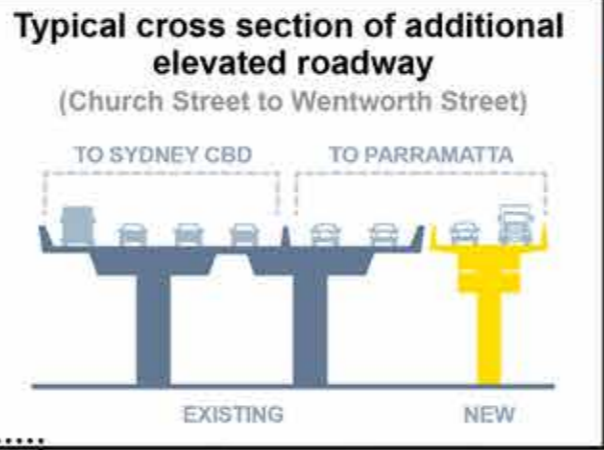 Typical cross section of additional
elevated roadway
(Church Street to Wentworth Street)
TO SYDNEY CBD
TO PARRAMATTA
EXISTING
NEW